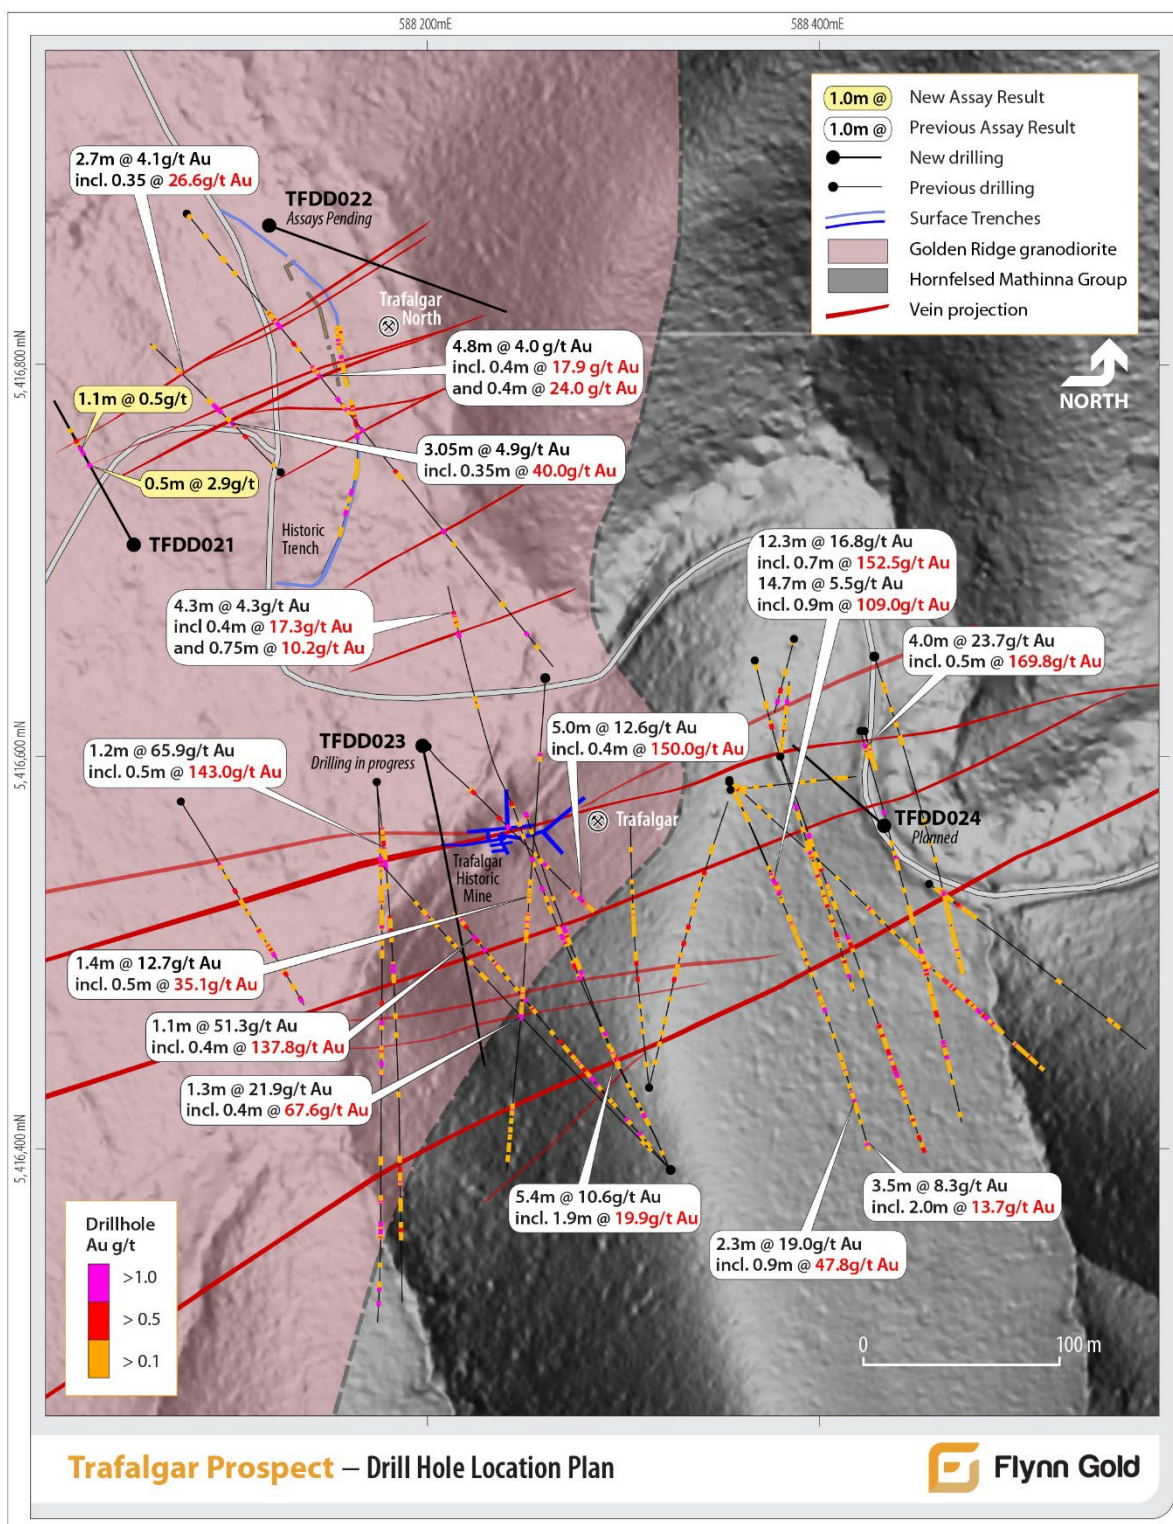 588 200mE
588 400mE
1.0m @ New Assay Result
1.0m @ Previous Assay Result
New drilling
Previous drilling
Surface Trenches
Golden Ridge granodiorite
Hornfelsed Mathinna Group
Vein projection
NORTH
2.7m @ 4.1g/t Au
incl. 0.35 @ 26.6g/t Au
TFDD022
Assays Pending
Trafalgar
North
5, 416,800 mN
4.8m @ 4.0 g/t Au
incl. 0.4m @ 17.9 g/t Au
and 0.4m @ 24.0 g/t Au
1.1m @ 0.5g/t
3.05m @ 4.9g/t Au
incl. 0.35m @ 40.0g/t Au
0.5m @ 2.9g/t
TFDD021
Historic
Trench
12.3m @ 16.8g/t Au
incl. 0.7m @ 152.5g/t Au
14.7m @ 5.5g/t Au
incl. 0.9m @ 109.0g/t Au
4.3m @ 4.3g/t Au
incl 0.4m @ 17.3g/t Au
and 0.75m @ 10.2g/t Au
4.0m @ 23.7g/t Au
incl. 0.5m @ 169.8g/t Au
5.0m @ 12.6g/t Au
incl. 0.4m @ 150.0g/t Au
5, 416,600 mN
TFDD023
Drilling in progress
1.2m @ 65.9g/t Au
incl. 0.5m @ 143.0g/t Au
Trafalgar
TFDD024
Planned
Trafalgar
Historic
Mine
1.4m @ 12.7g/t Au
incl. 0.5m @ 35.1g/t Au
1.1m @ 51.3g/t Au
incl. 0.4m @ 137.8g/t Au
1.3m @ 21.9g/t Au
incl. 0.4m @ 67.6g/t Au
5, 416,400 mN
5.4m @ 10.6g/t Au
incl. 1.9m @ 19.9g/t Au
3.5m @ 8.3g/t Au
incl. 2.0m @ 13.7g/t Au
2.3m @ 19.0g/t Au
incl. 0.9m @ 47.8g/t Au
Drillhole
Au g/t
>1.0
> 0.5
> 0.1
0 100 m
Trafalgar Prospect – Drill Hole Location Plan
Flynn Gold